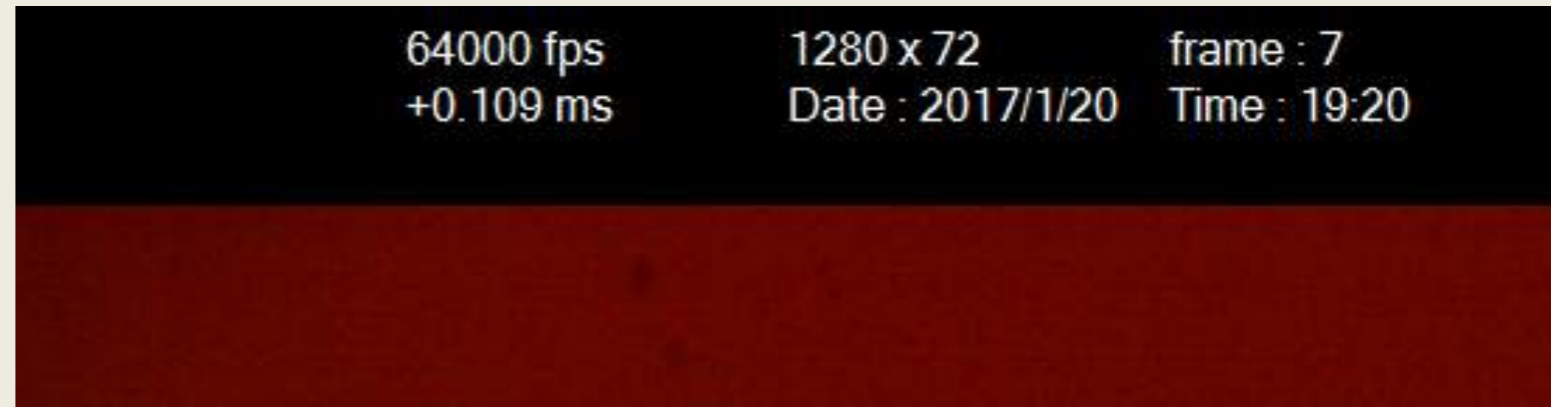 64000 fps 1280 x 72 frame : 7
+0.109 ms Date : 2017/1/20 Time : 19:20